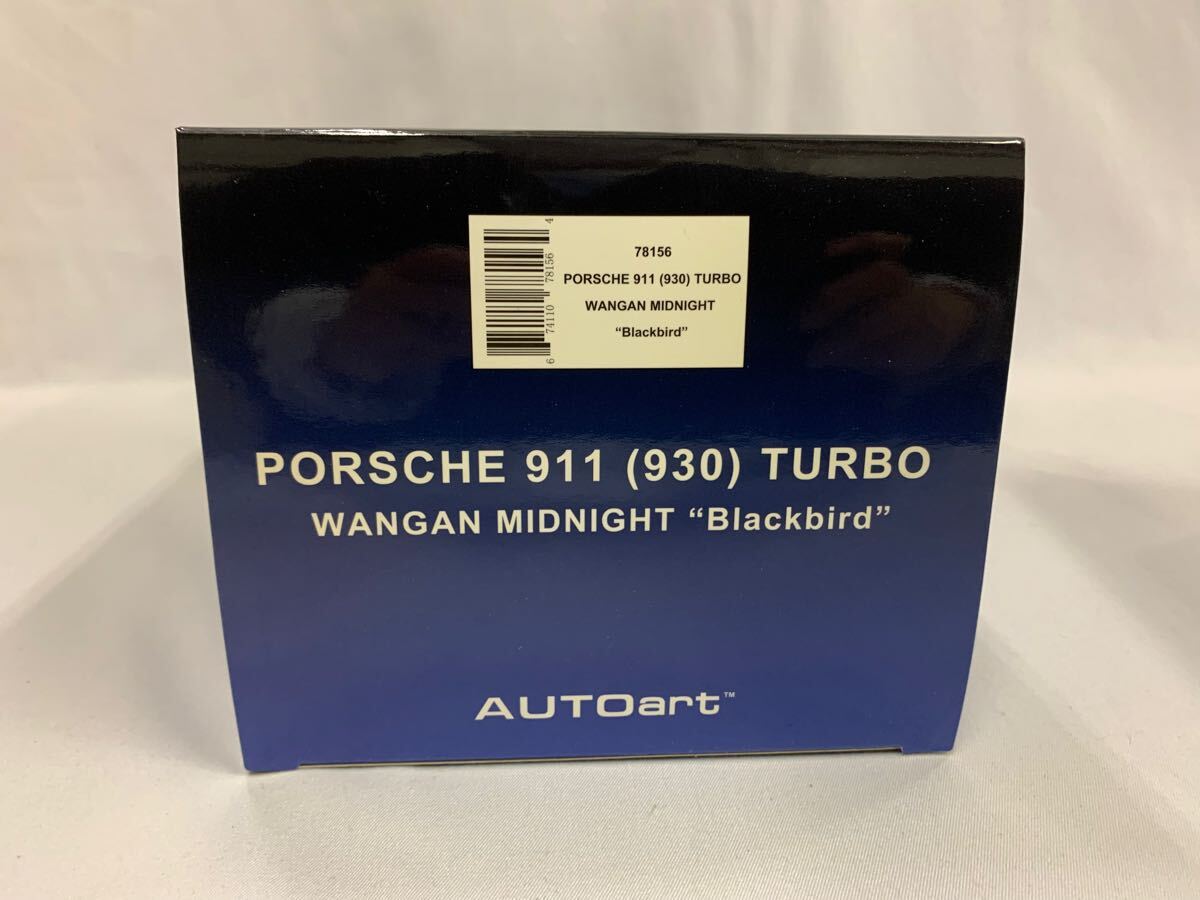 6 74110 78156 4
78156
PORSCHE 911 (930) TURBO
WANGAN MIDNIGHT
“Blackbird”
PORSCHE 911 (930) TURBO
WANGAN MIDNIGHT “Blackbird”
AUTOart™